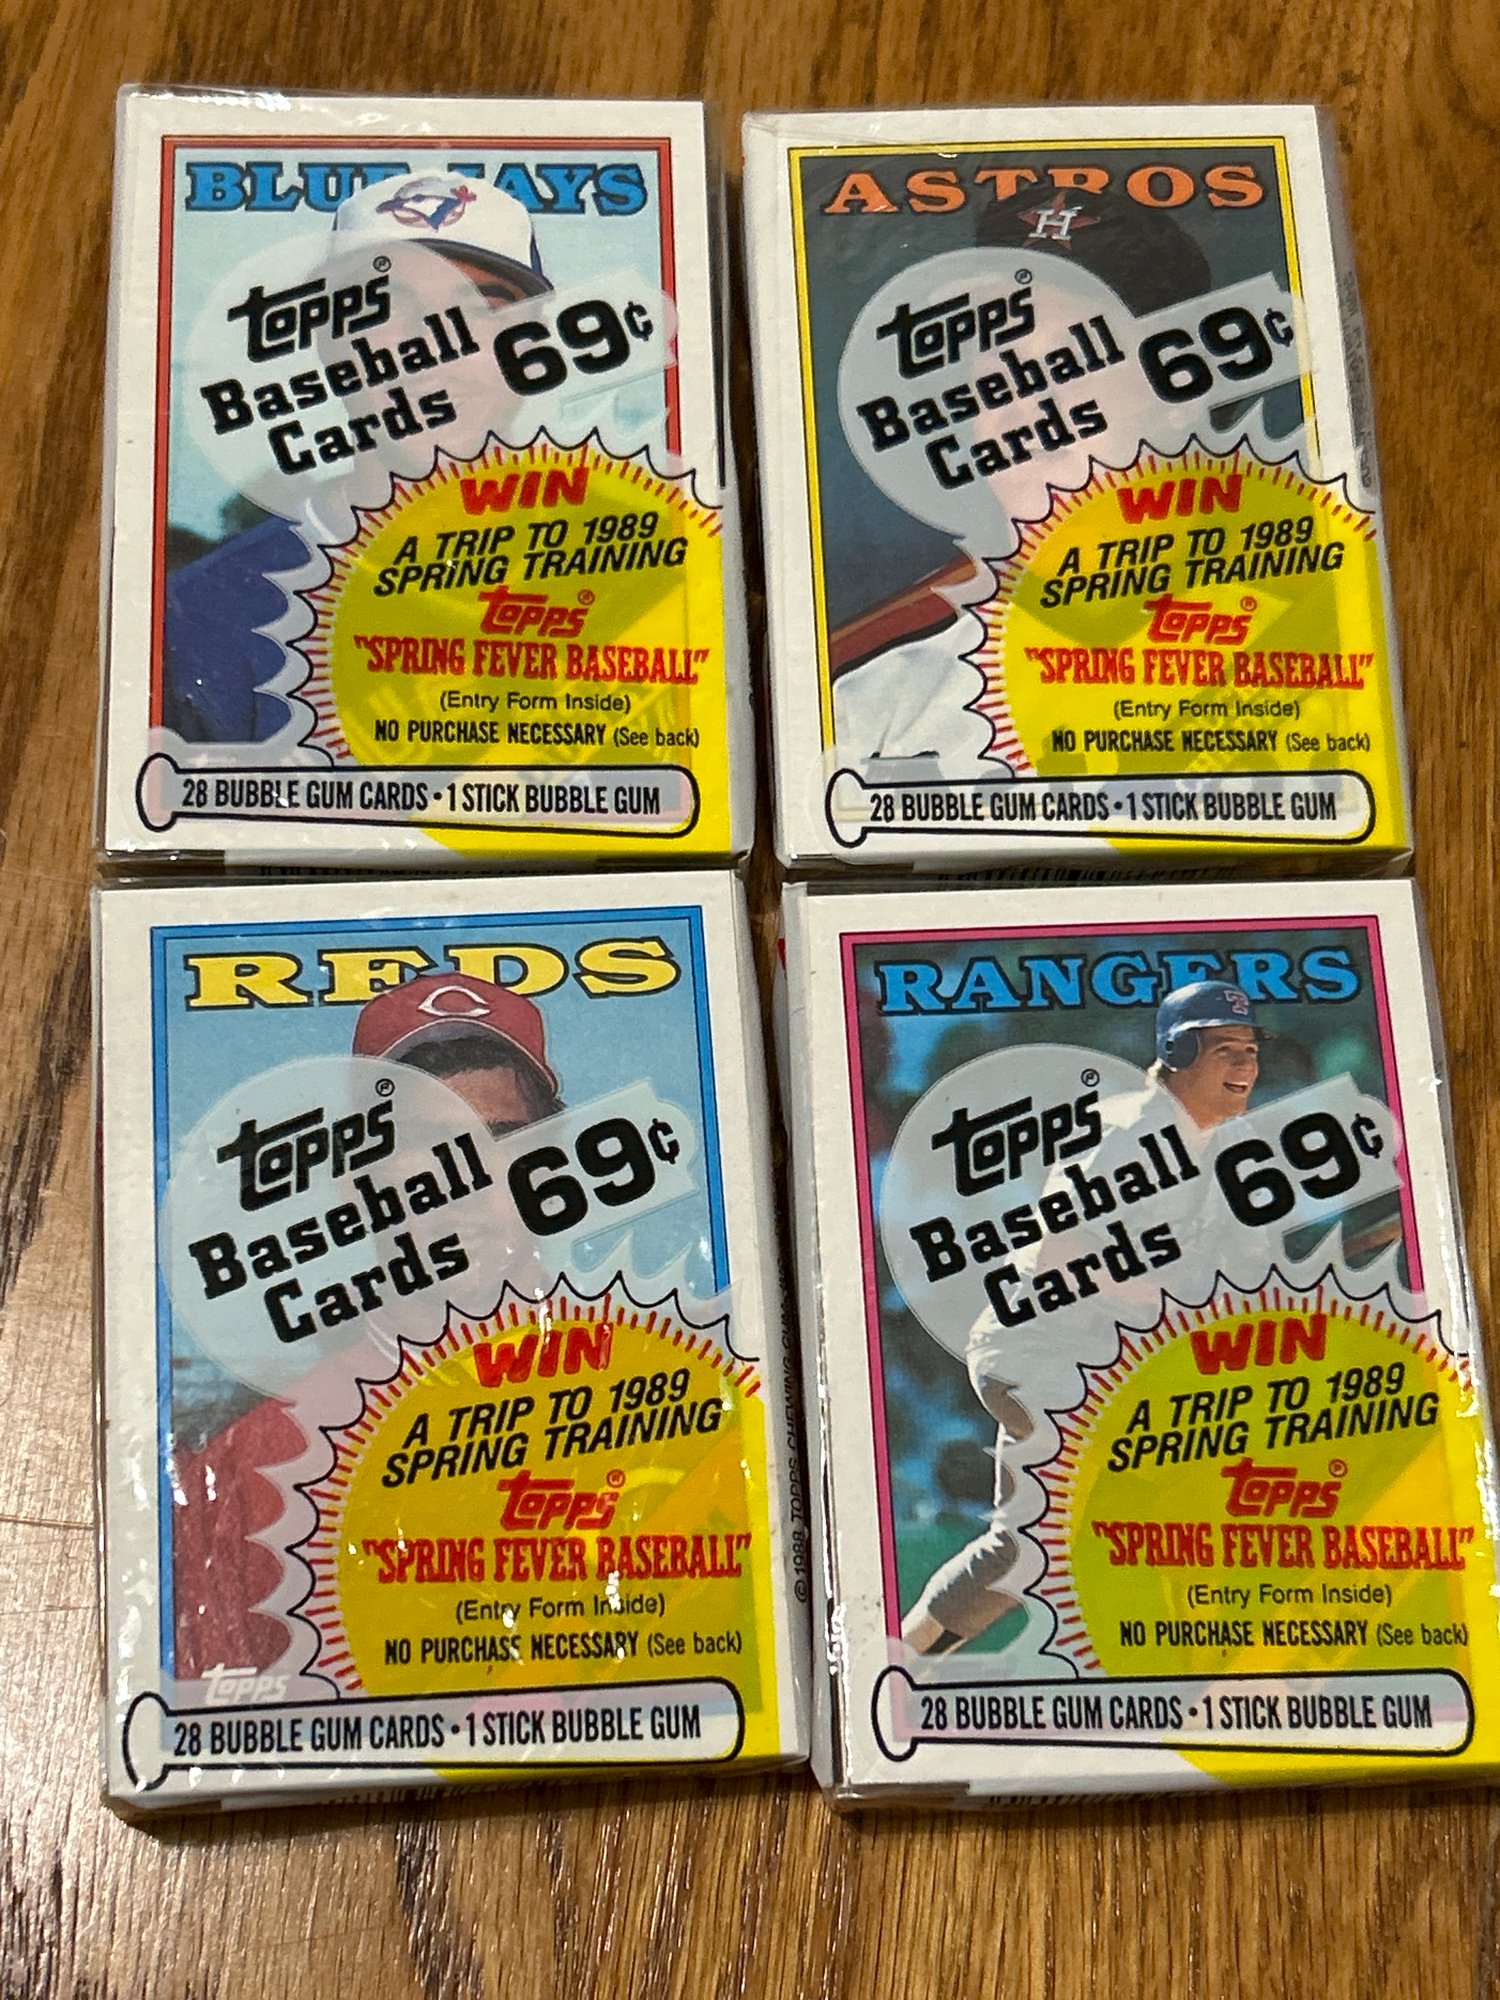 BLUE JAYS
Topps®
Baseball
Cards
69¢
WIN
A TRIP TO 1989
SPRING TRAINING
Topps®
"SPRING FEVER BASEBALL"
(Entry Form Inside)
NO PURCHASE NECESSARY (See back)
28 BUBBLE GUM CARDS • 1 STICK BUBBLE GUM
ASTROS
H
Topps®
Baseball
Cards
69¢
WIN
A TRIP TO 1989
SPRING TRAINING
Topps®
"SPRING FEVER BASEBALL"
(Entry Form Inside)
NO PURCHASE NECESSARY (See back)
28 BUBBLE GUM CARDS • 1 STICK BUBBLE GUM
REDS
C
Topps®
Baseball
Cards
69¢
WIN
A TRIP TO 1989
SPRING TRAINING
Topps®
"SPRING FEVER BASEBALL"
(Entry Form Inside)
NO PURCHASE NECESSARY (See back)
Topps
28 BUBBLE GUM CARDS • 1 STICK BUBBLE GUM
©1988 TOPPS CHEWING
RANGERS
T
Topps®
Baseball
Cards
69¢
WIN
A TRIP TO 1989
SPRING TRAINING
Topps®
"SPRING FEVER BASEBALL"
(Entry Form Inside)
NO PURCHASE NECESSARY (See back)
28 BUBBLE GUM CARDS • 1 STICK BUBBLE GUM